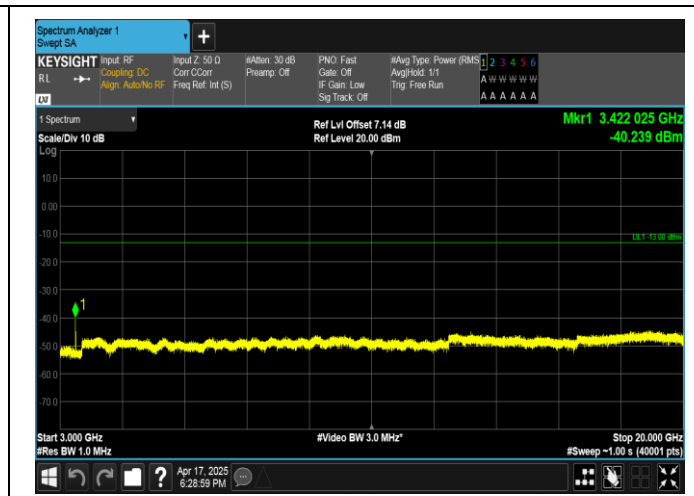 Spectrum Analyzer 1
Swept SA
+
KEYSIGHT
RL
LXI
Input: RF
Coupling: DC
Align: Auto/No RF
Input Z: 50 Ω
Corr CCorr
Freq Ref: Int (S)
#Atten: 30 dB
Preamp: Off
PNO: Fast
Gate: Off
IF Gain: Low
Sig Track: Off
#Avg Type: Power (RMS
Avg|Hold: 1/1
Trig: Free Run
1 2 3 4 5 6
A W W W W W
A A A A A A
1 Spectrum
Scale/Div 10 dB
Log
Ref Lvl Offset 7.14 dB
Ref Level 20.00 dBm
Mkr1 3.422 025 GHz
-40.239 dBm
10.0
0.00
-10.0
DL1 -13.00 dBm
-20.0
-30.0
1
-40.0
-50.0
-60.0
-70.0
Start 3.000 GHz
#Res BW 1.0 MHz
#Video BW 3.0 MHz*
Stop 20.000 GHz
#Sweep ~1.00 s (40001 pts)
?
Apr 17, 2025
6:28:59 PM